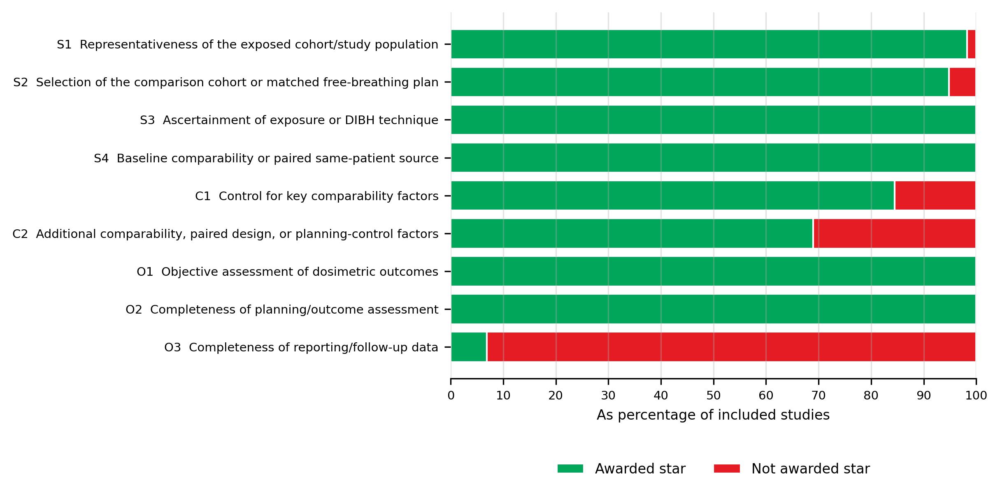 S1  Representativeness of the exposed cohort/study population
S2  Selection of the comparison cohort or matched free-breathing plan
S3  Ascertainment of exposure or DIBH technique
S4  Baseline comparability or paired same-patient source
C1  Control for key comparability factors
C2  Additional comparability, paired design, or planning-control factors
O1  Objective assessment of dosimetric outcomes
O2  Completeness of planning/outcome assessment
O3  Completeness of reporting/follow-up data
0 10 20 30 40 50 60 70 80 90 100
As percentage of included studies
Awarded star Not awarded star